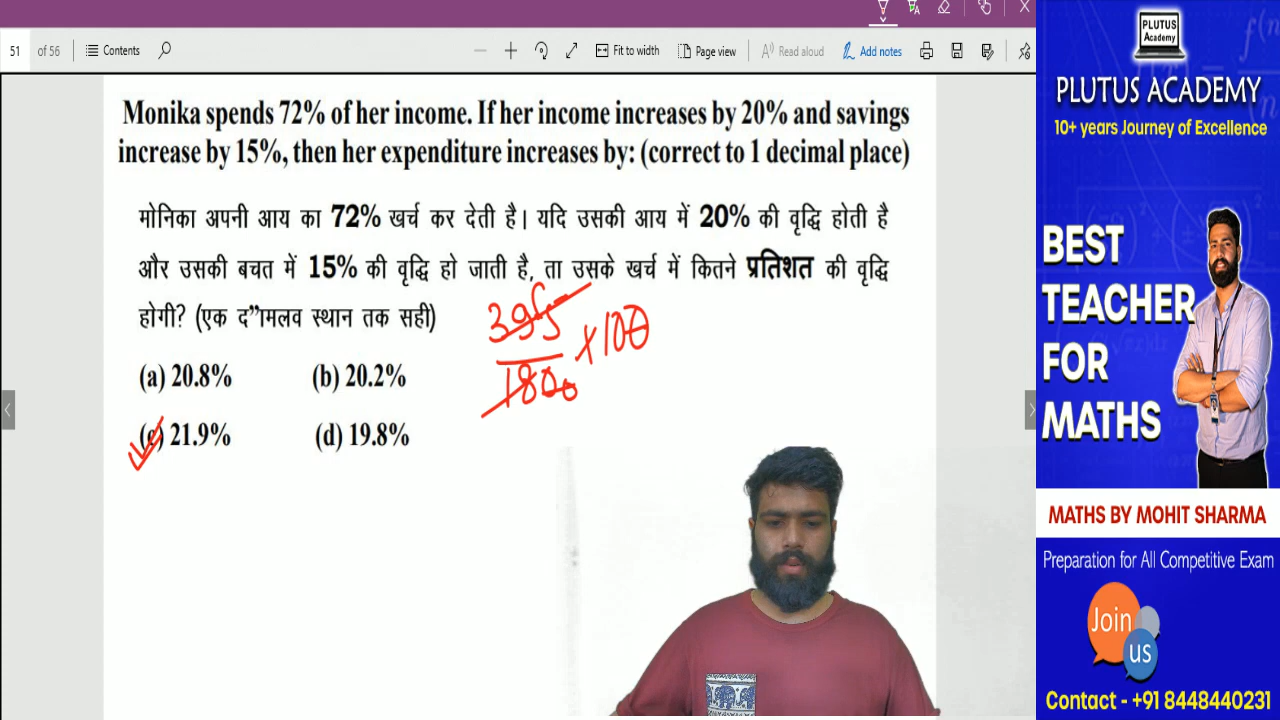 51 of 56 Contents Fit to width Page view Read aloud Add notes
Monika spends 72% of her income. If her income increases by 20% and savings
increase by 15%, then her expenditure increases by: (correct to 1 decimal place)
मोनिका अपनी आय का 72% खर्च कर देती है। यदि उसकी आय में 20% की वृद्धि होती है
और उसकी बचत में 15% की वृद्धि हो जाती है, ता उसके खर्च में कितने प्रतिशत की वृद्धि
होगी? (एक द”ामलव स्थान तक सही)
395
1800
×100
(a) 20.8% (b) 20.2%
(c) 21.9% (d) 19.8%
PLUTUS
Academy
PLUTUS ACADEMY
10+ years Journey of Excellence
BEST
TEACHER
FOR
MATHS
MATHS BY MOHIT SHARMA
Preparation for All Competitive Exam
Join
us
Contact - +91 8448440231